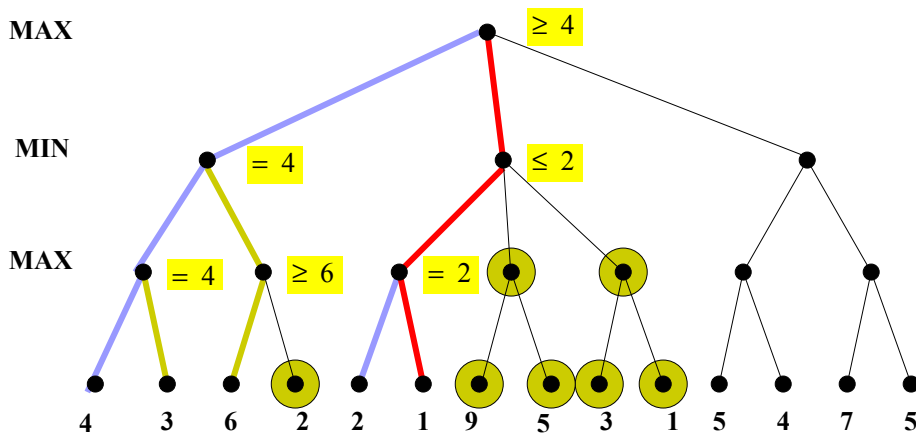 MAX ≥ 4
MIN = 4 ≤ 2
MAX = 4 ≥ 6 = 2
4 3 6 2 2 1 9 5 3 1 5 4 7 5